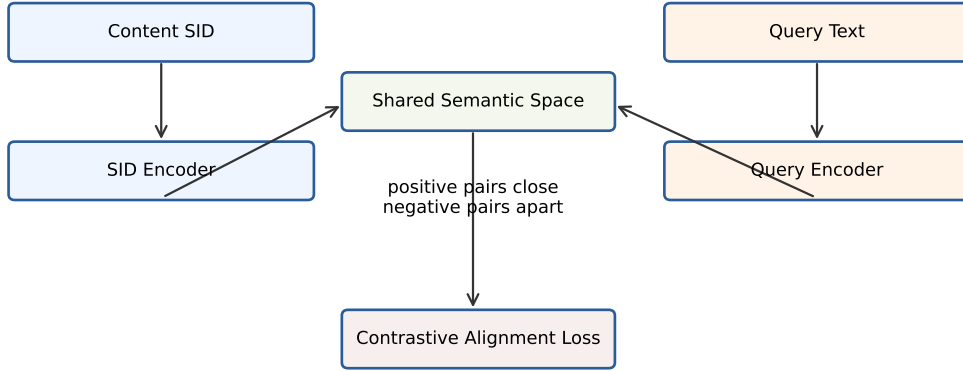 Content SID
Query Text
Shared Semantic Space
SID Encoder
Query Encoder
positive pairs close
negative pairs apart
Contrastive Alignment Loss